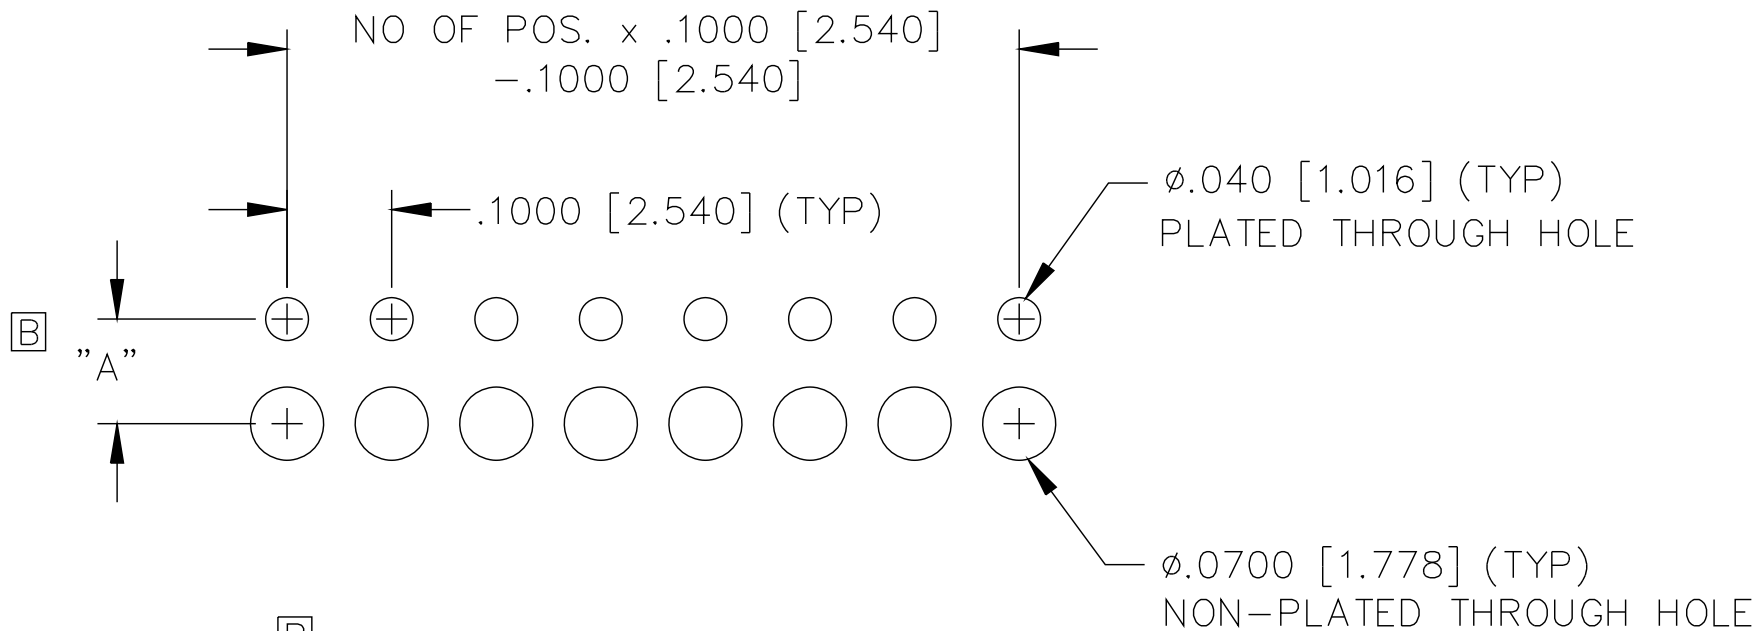 NO OF POS. x .1000 [2.540]
-.1000 [2.540]
.1000 [2.540] (TYP)
ø.040 [1.016] (TYP)
PLATED THROUGH HOLE
B
"A"
ø.0700 [1.778] (TYP)
NON-PLATED THROUGH HOLE